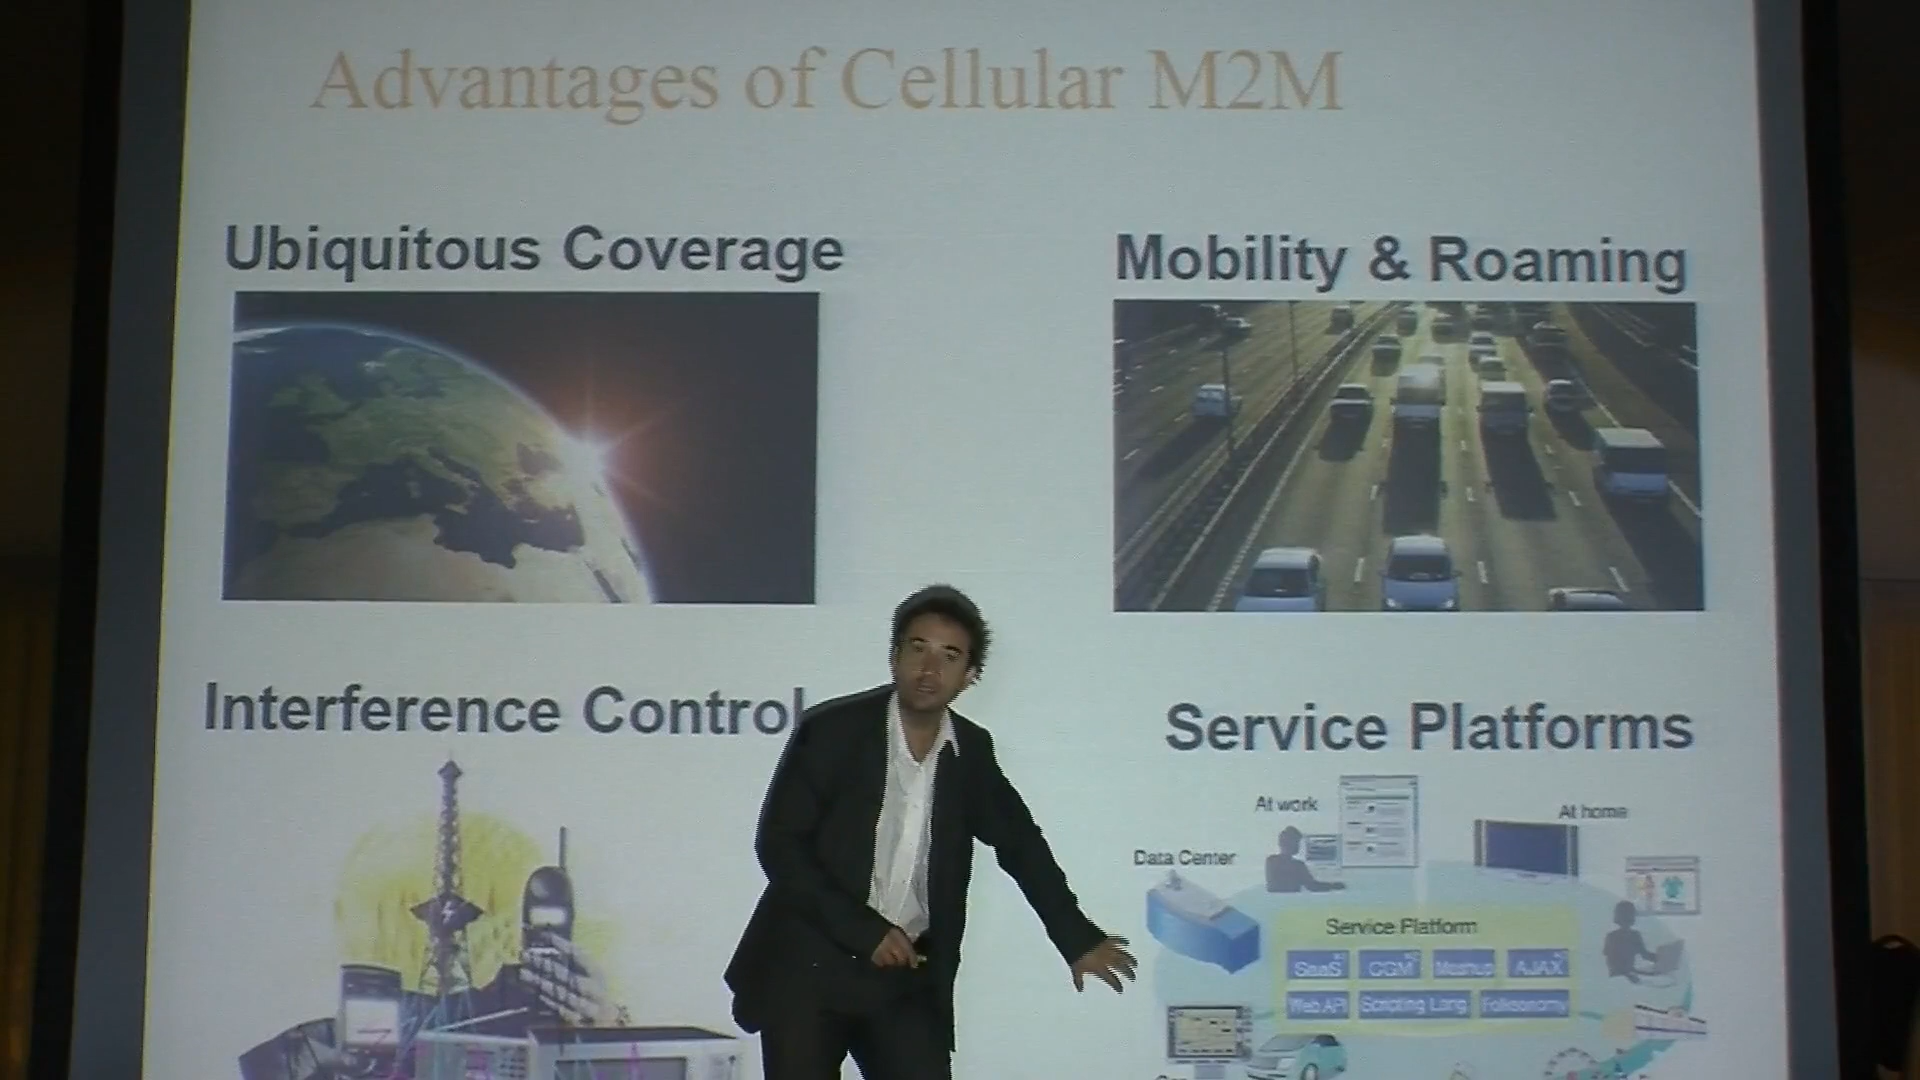 Advantages of Cellular M2M
Ubiquitous Coverage
Mobility & Roaming
Interference Control
Service Platforms
At work
At home
Data Center
Service Platform
SaaS
CGM
Mashup
AJAX
Web API
Scripting Lang
Folksonomy